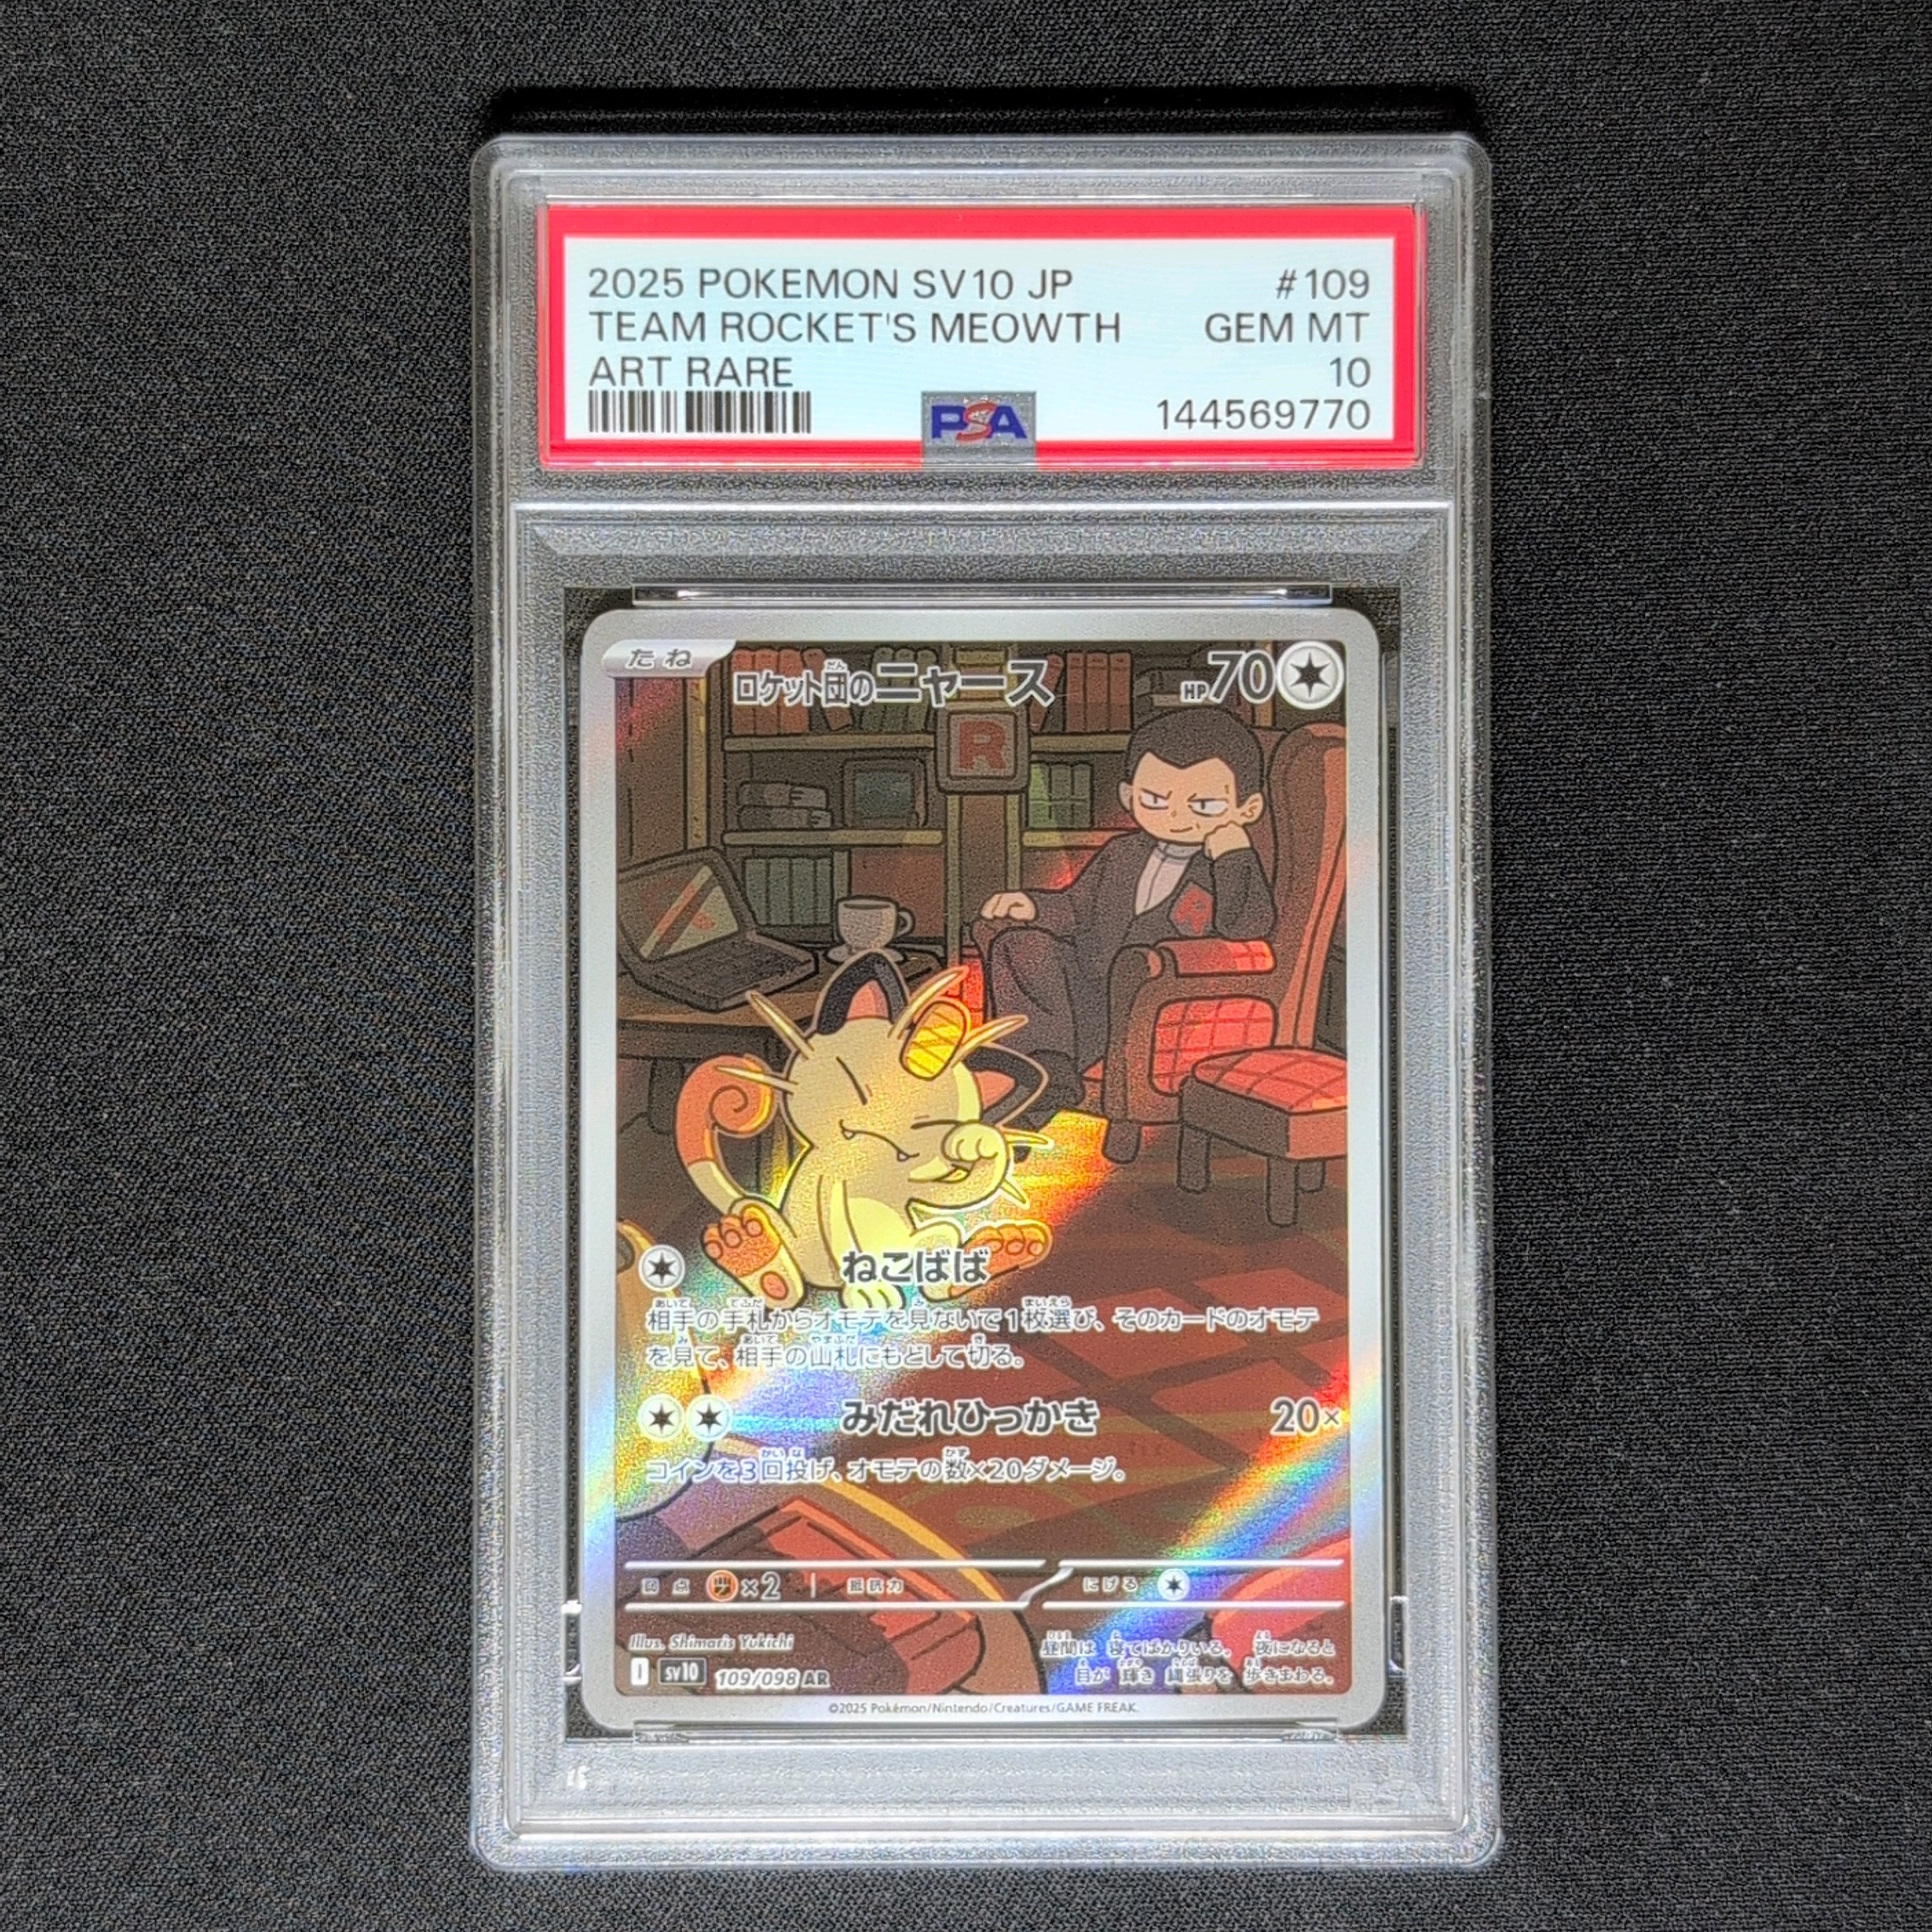 2025 POKEMON SV10 JP #109
TEAM ROCKET'S MEOWTH GEM MT
ART RARE 10
PSA 144569770
たね ロケット団のニャース HP70
だん
R
R
ねこばば
相手の手札からオモテを見ないで1枚選び、そのカードのオモテ
を見て、相手の山札にもどして切る。
みだれひっかき 20×
コインを3回投げ、オモテの数×20ダメージ。
弱点 ×2 抵抗力 にげる
Illus. Shimaris Yukichi
昼間は 寝てばかりいる。 夜になると
目が 輝き 縄張りを 歩きまわる。
I sv10 109/098 AR
©2025 Pokémon/Nintendo/Creatures/GAME FREAK.